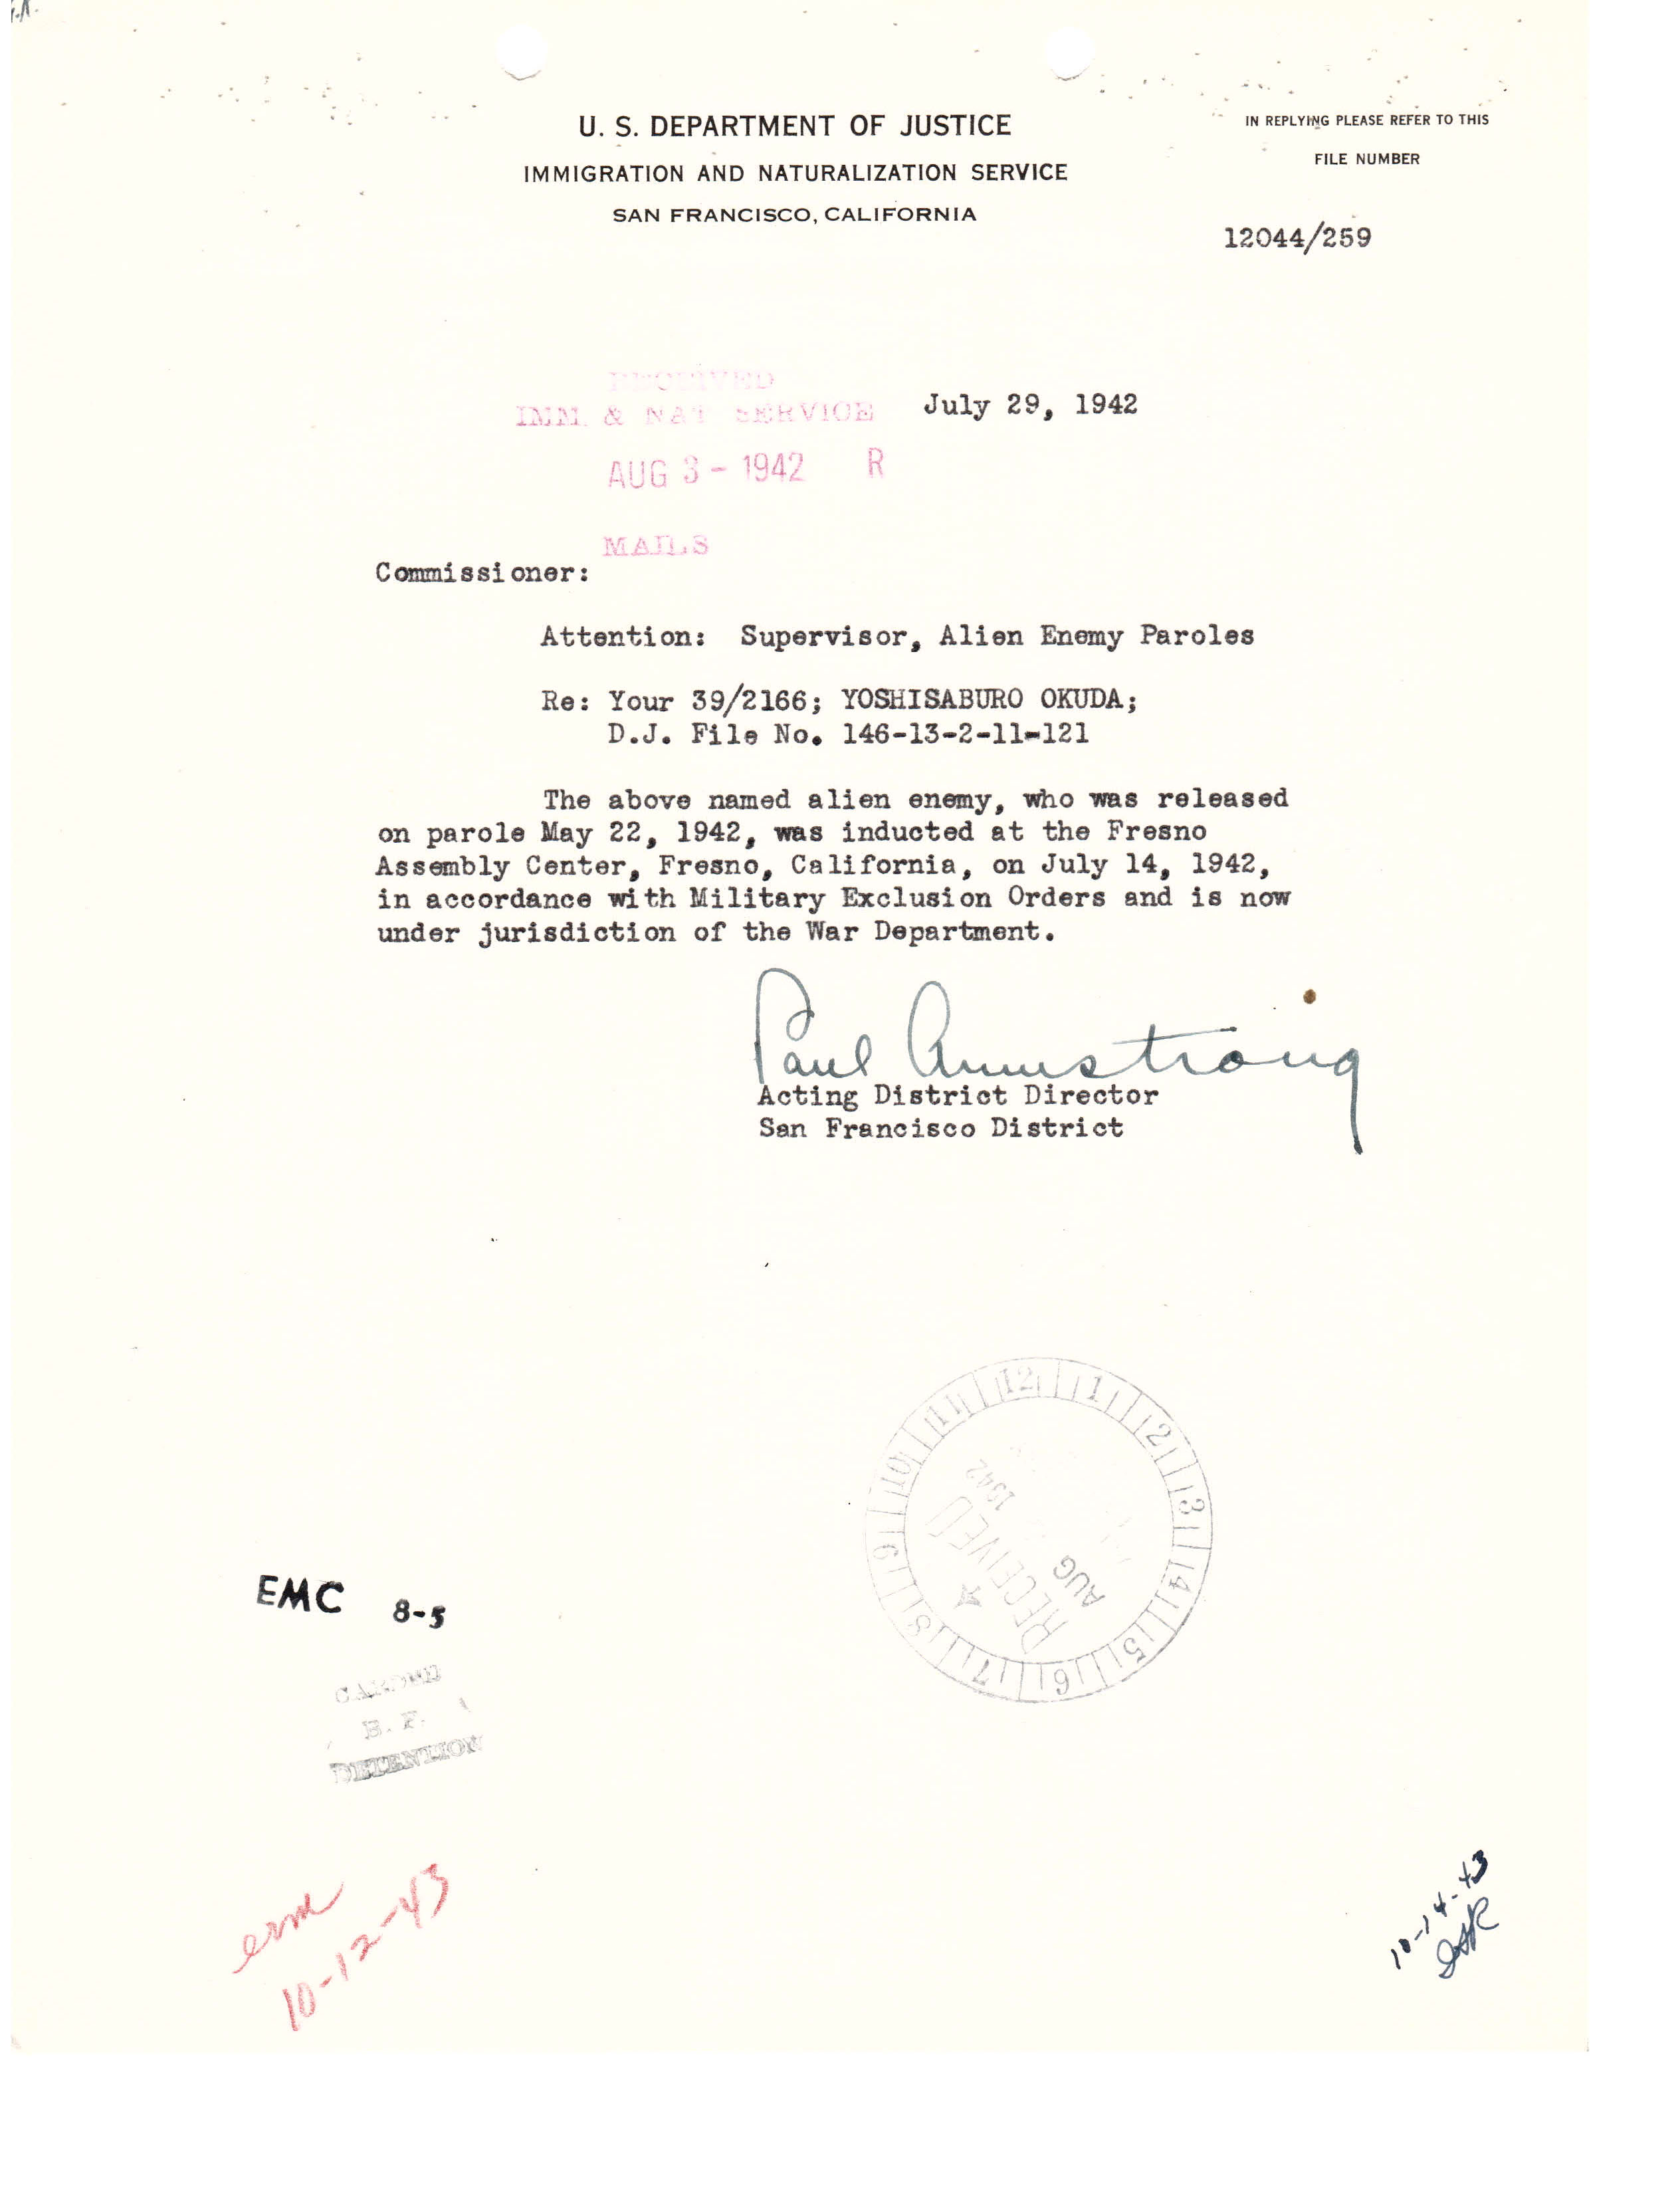 U. S. DEPARTMENT OF JUSTICE
IMMIGRATION AND NATURALIZATION SERVICE
SAN FRANCISCO, CALIFORNIA
IN REPLYING PLEASE REFER TO THIS
FILE NUMBER
12044/259
RECEIVED
IMM. & NAT SERVICE
July 29, 1942
AUG 3 - 1942 R
MAILS
Commissioner:
Attention: Supervisor, Alien Enemy Paroles
Re: Your 39/2166; YOSHISABURO OKUDA;
D.J. File No. 146-13-2-11-121
The above named alien enemy, who was released
on parole May 22, 1942, was inducted at the Fresno
Assembly Center, Fresno, California, on July 14, 1942,
in accordance with Military Exclusion Orders and is now
under jurisdiction of the War Department.
Paul Armstrong
Acting District Director
San Francisco District
12 1 2 3 4 5 6 7 8 9 10 11
RECEIVED
AUG 1942
EMC 8-5
CARDED
E. F.
DETENTION
erm
10-12-43
10-14-43